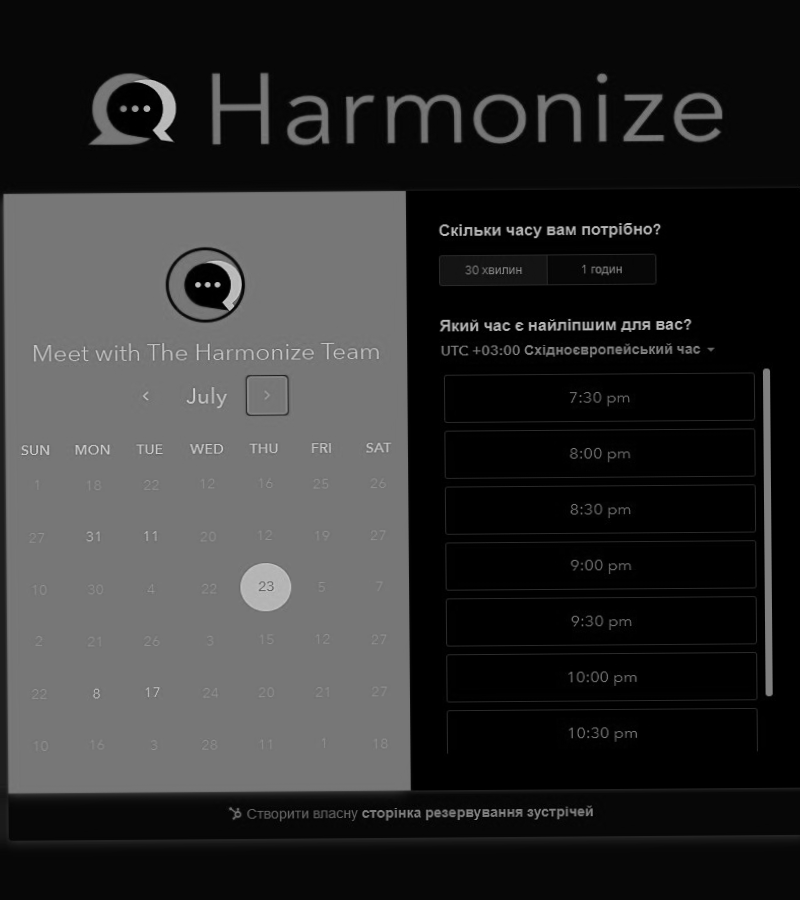 Harmonize
Meet with The Harmonize Team
July
SUN MON TUE WED THU FRI SAT
1 18 22 12 16 25 26
27 31 11 20 12 19 27
10 30 4 22 23 5 7
2 21 26 3 15 12 27
22 8 17 24 20 21 27
10 16 3 28 11 1 18
Скільки часу вам потрібно?
30 хвилин 1 годин
Який час є найліпшим для вас?
UTC +03:00 Східноєвропейський час
7:30 pm
8:00 pm
8:30 pm
9:00 pm
9:30 pm
10:00 pm
10:30 pm
Створити власну сторінка резервування зустрічей